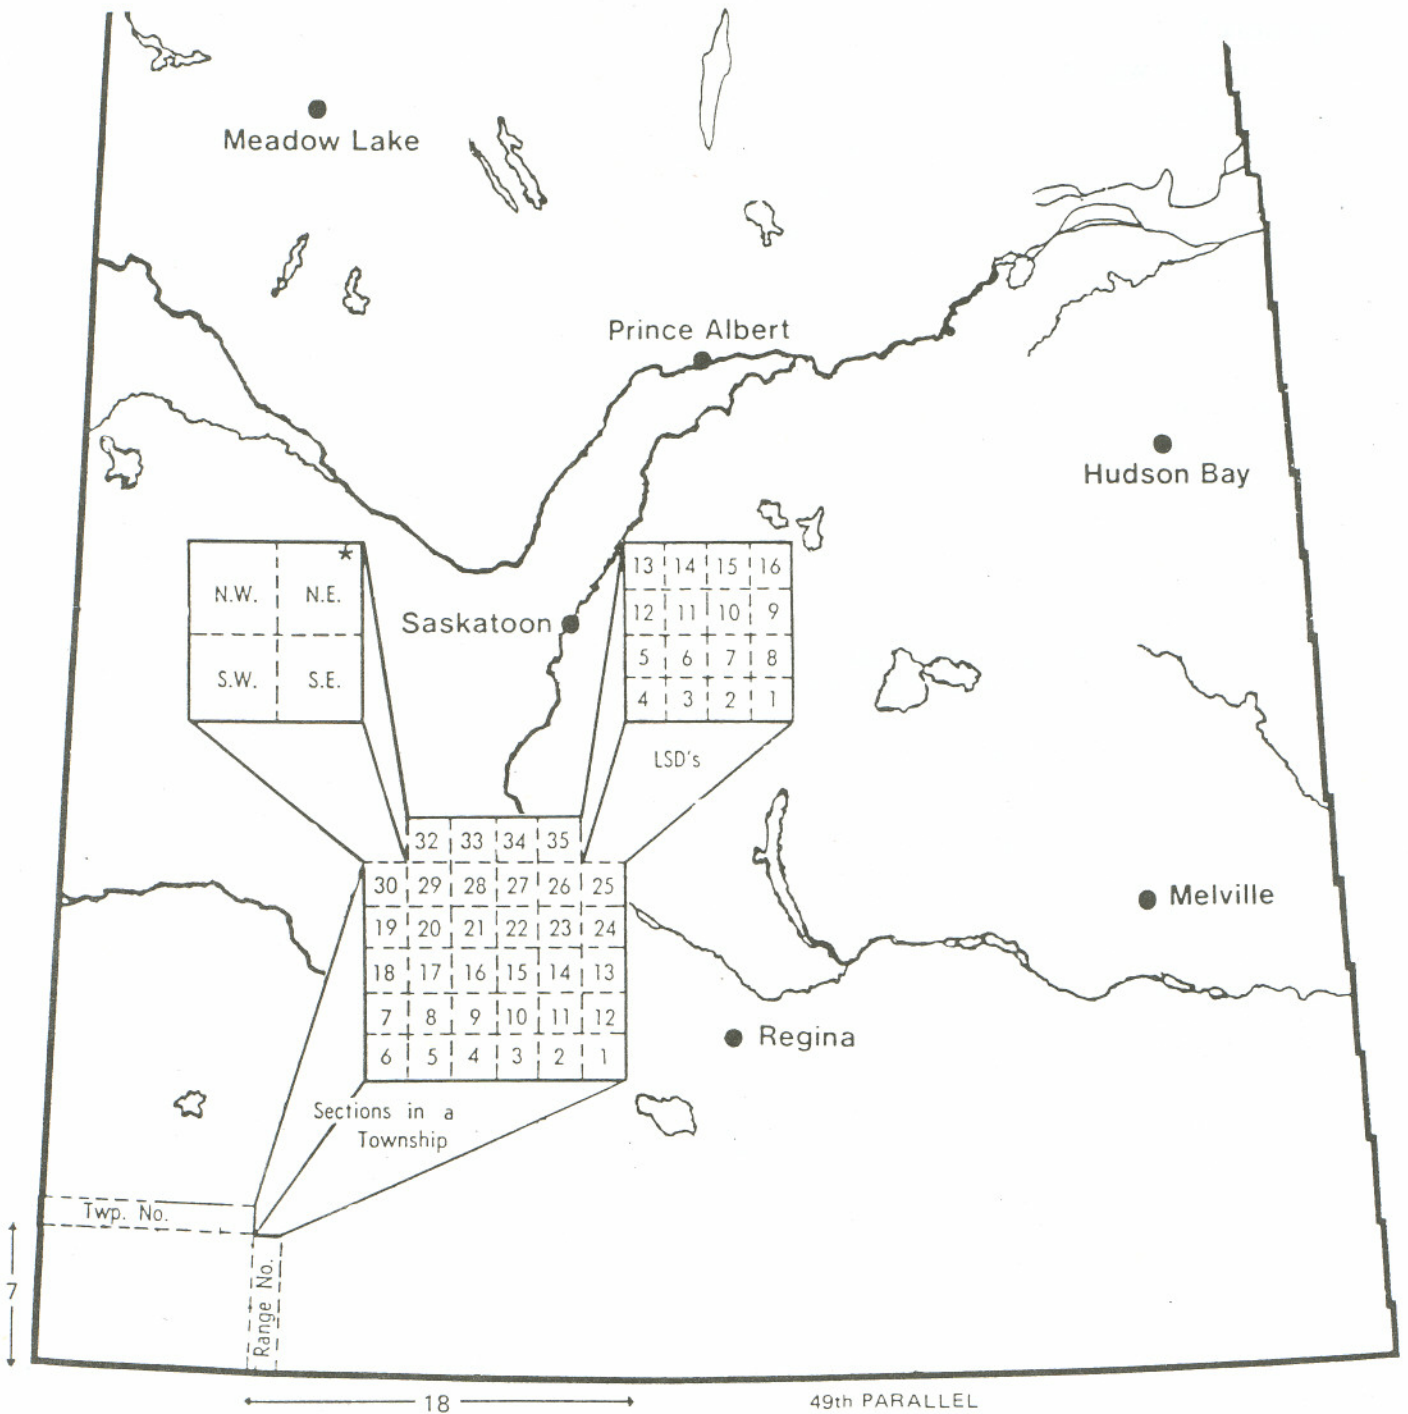 Meadow Lake
Prince Albert
Hudson Bay
*
N.W. N.E.
S.W. S.E.
Saskatoon
13 14 15 16
12 11 10 9
5 6 7 8
4 3 2 1
LSD's
32 33 34 35
30 29 28 27 26 25
19 20 21 22 23 24
18 17 16 15 14 13
7 8 9 10 11 12
6 5 4 3 2 1
Melville
Regina
Sections in a
Township
Twp. No.
Range No.
7
18
49th PARALLEL